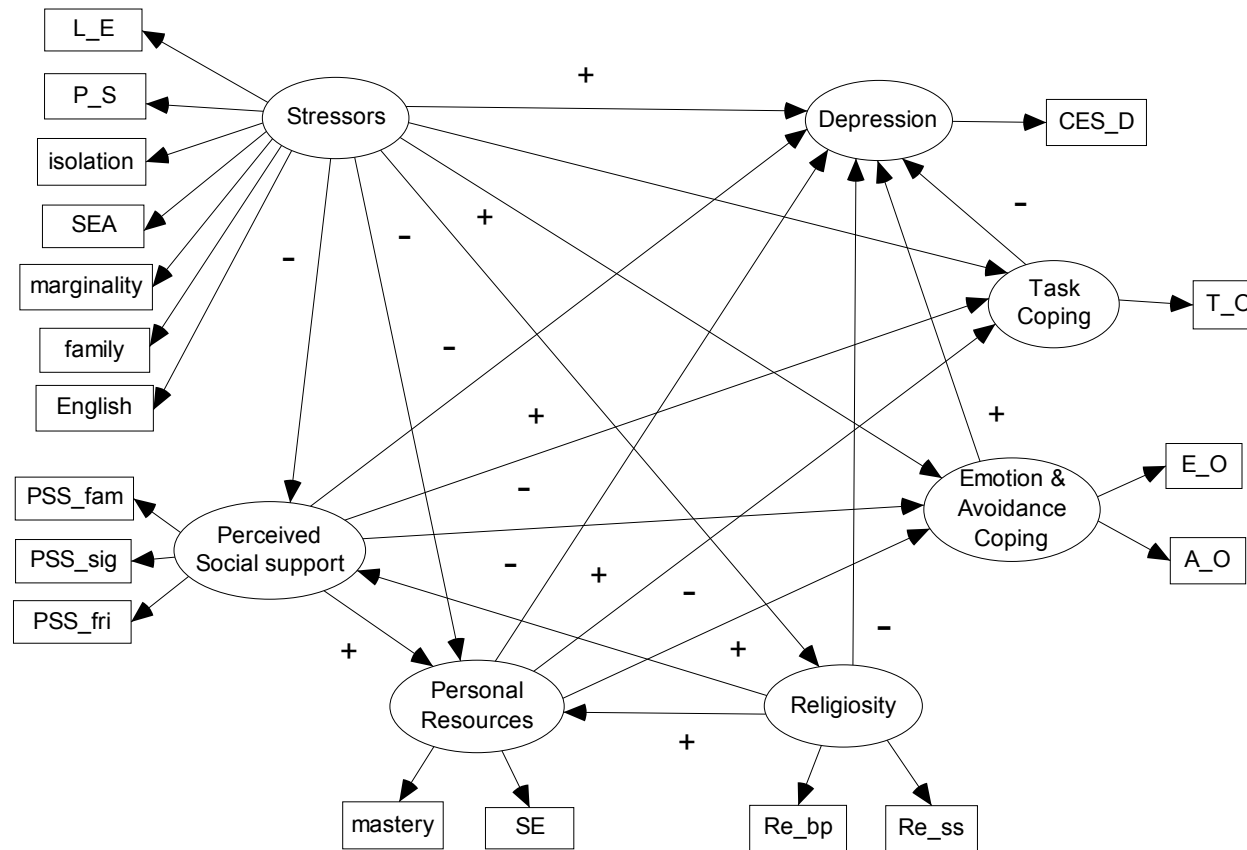 L_E
+
P_S
Stressors
Depression
CES_D
isolation
SEA
+
-
-
-
marginality
Task
Coping
T_C
family
-
English
+
+
PSS_fam
-
Emotion &
Avoidance
Coping
E_O
Perceived
Social support
PSS_sig
-
+
-
A_O
PSS_fri
+
+
-
Personal
Resources
Religiosity
+
mastery
SE
Re_bp
Re_ss